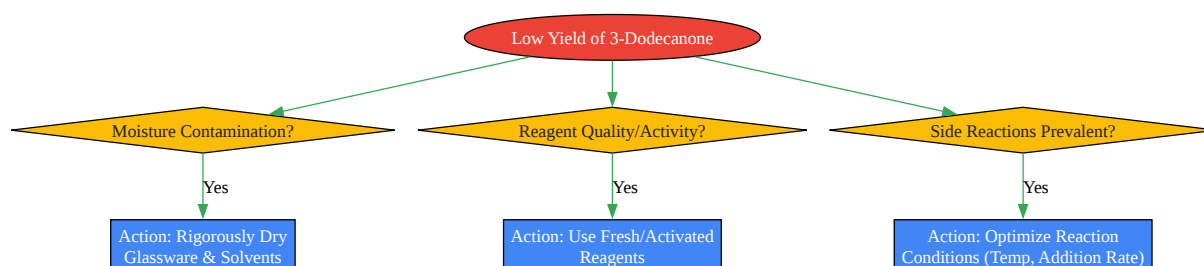 Low Yield of 3-Dodecanone
Moisture Contamination?
Reagent Quality/Activity?
Side Reactions Prevalent?
Yes
Yes
Yes
Action: Rigorously Dry
Glassware & Solvents
Action: Use Fresh/Activated
Reagents
Action: Optimize Reaction
Conditions (Temp, Addition Rate)